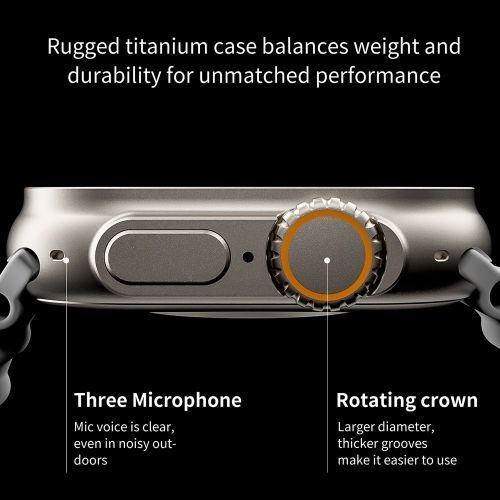 Rugged titanium case balances weight and
durability for unmatched performance
Three Microphone
Mic voice is clear,
even in noisy out-
doors
Rotating crown
Larger diameter,
thicker grooves
make it easier to use